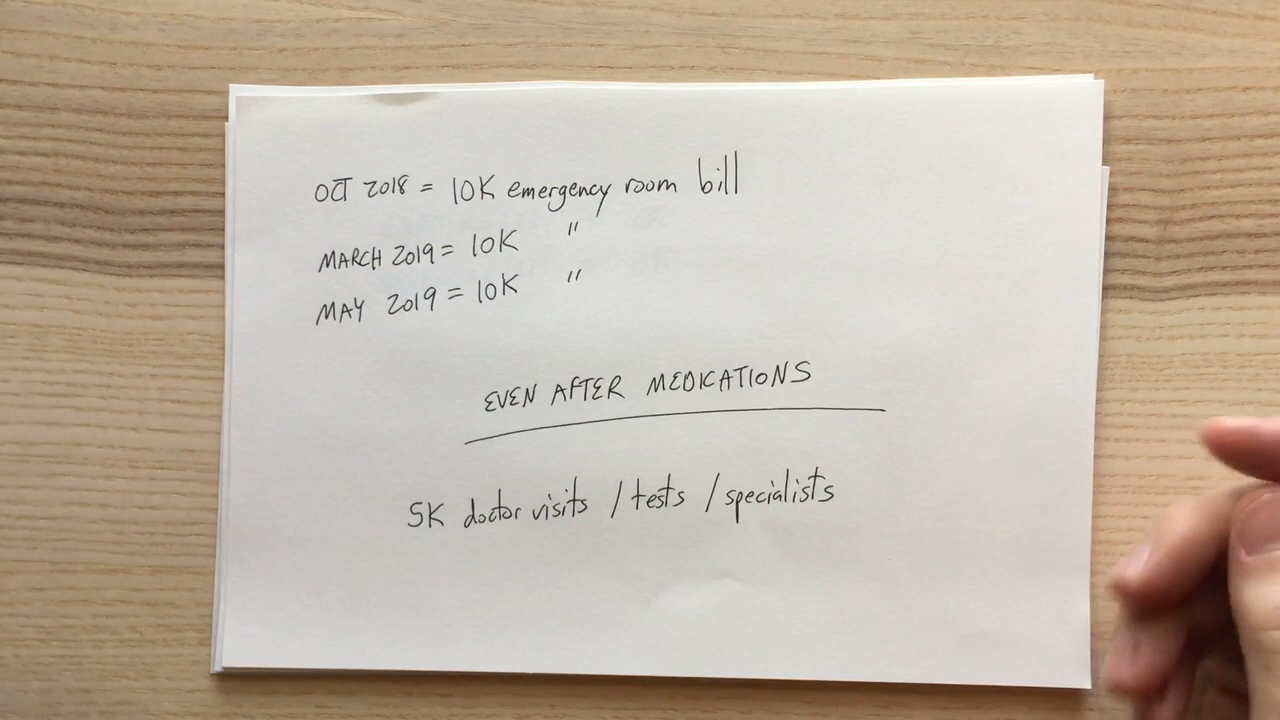 OCT 2018 = 10K emergency room bill
MARCH 2019 = 10K "
MAY 2019 = 10K "
EVEN AFTER MEDICATIONS
5K doctor visits / tests / specialists